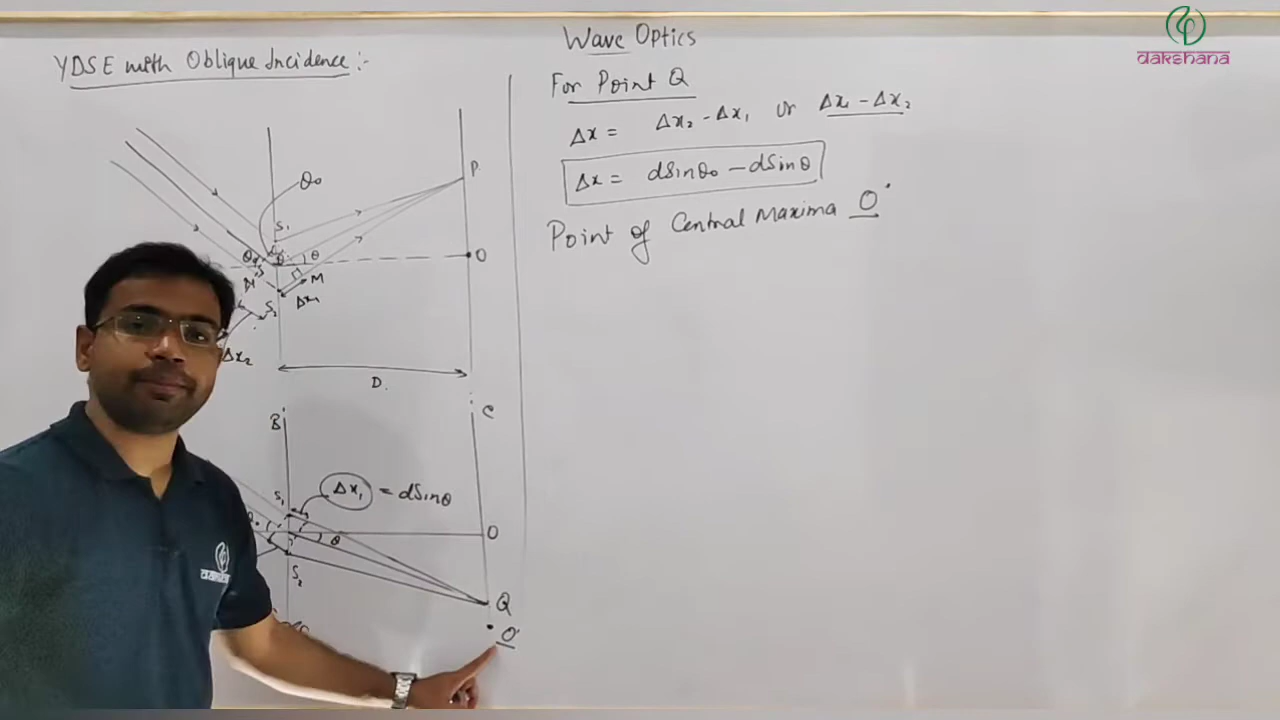 Wave Optics
dakshana
YDSE with Oblique Incidence :-
θ₀
S₁
P
θ
O
M
S₂
Δx₁
Δx₂
D
B
C
S₁
Δx₁ = dSinθ
O
θ
S₂
Q
O'
For Point Q
Δx = Δx₂ - Δx₁ or Δx₁ - Δx₂
Δx = dSinθ₀ - dSinθ
Point of Central Maxima O'
dakshana